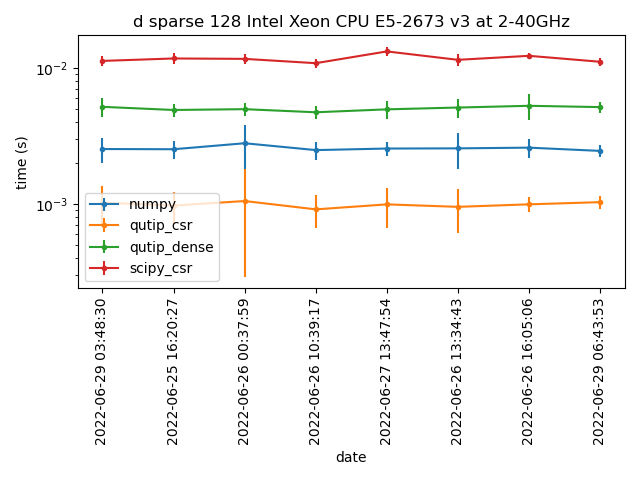 d sparse 128 Intel Xeon CPU E5-2673 v3 at 2-40GHz
time (s)
10⁻²
10⁻³
numpy
qutip_csr
qutip_dense
scipy_csr
2022-06-29 03:48:30
2022-06-25 16:20:27
2022-06-26 00:37:59
2022-06-26 10:39:17
2022-06-27 13:47:54
2022-06-26 13:34:43
2022-06-26 16:05:06
2022-06-29 06:43:53
date